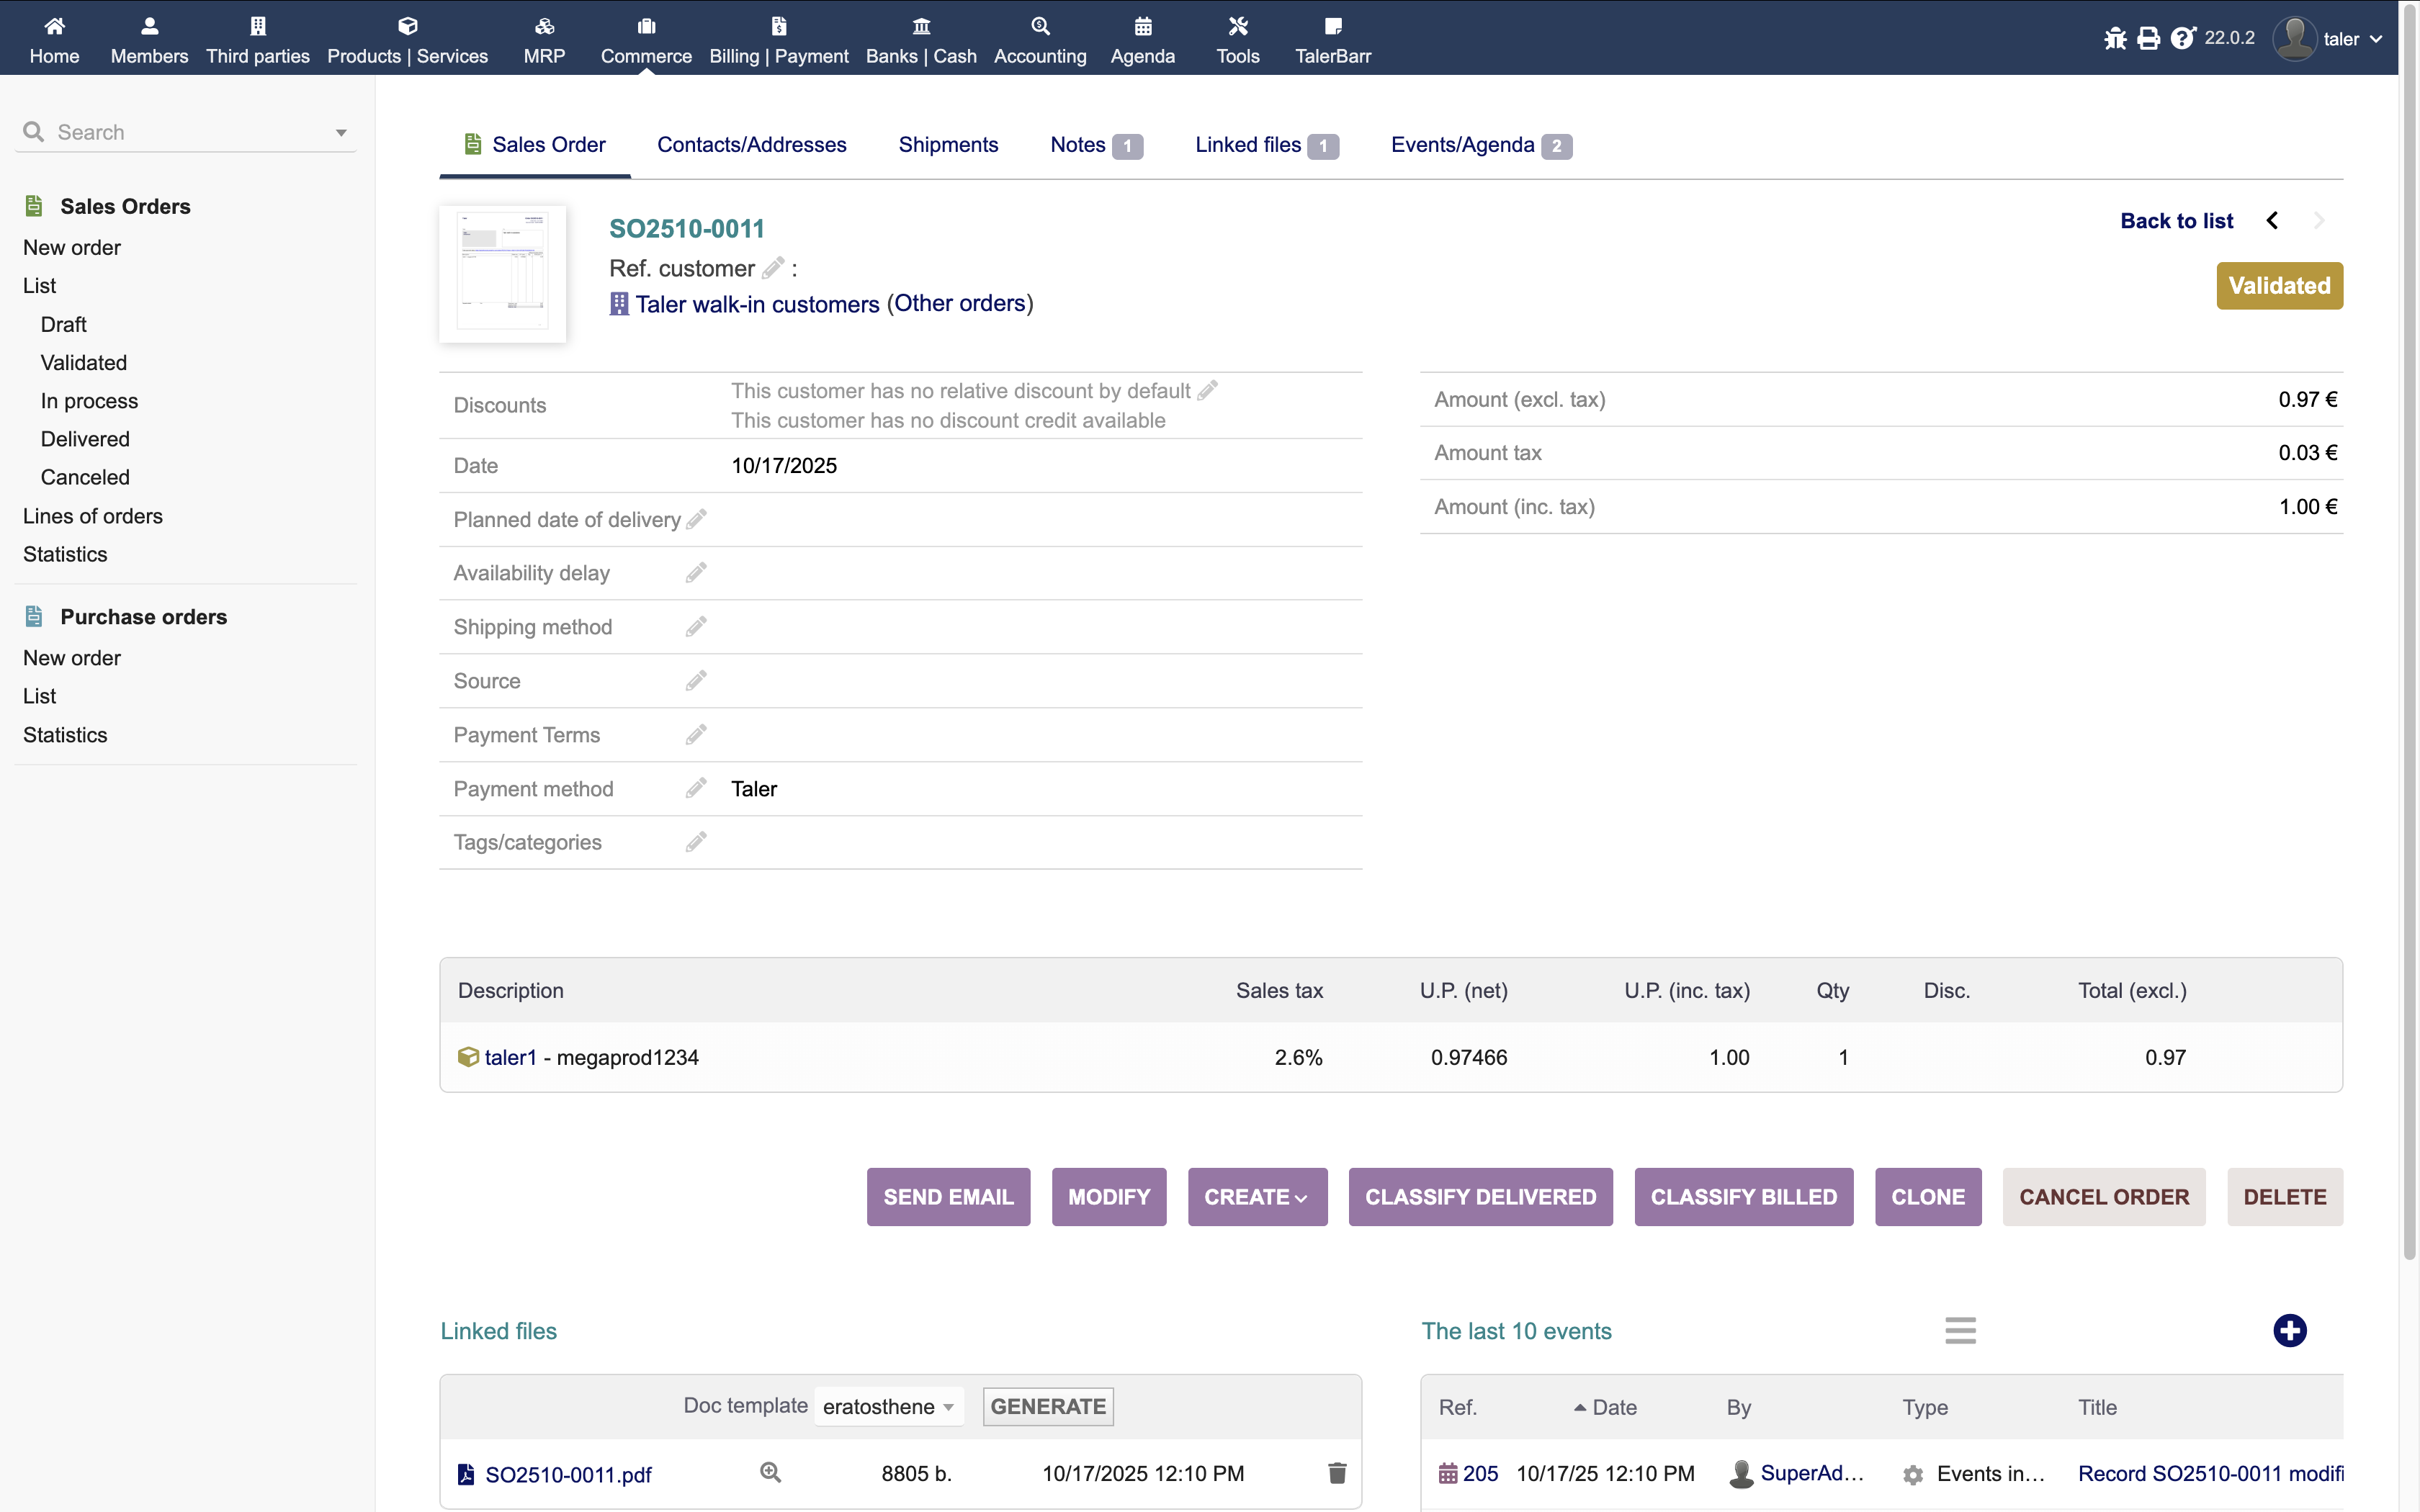 Home Members Third parties Products | Services MRP Commerce Billing | Payment Banks | Cash Accounting Agenda Tools TalerBarr 22.0.2 taler
Search
Sales Orders
New order
List
Draft
Validated
In process
Delivered
Canceled
Lines of orders
Statistics
Purchase orders
New order
List
Statistics
Sales Order Contacts/Addresses Shipments Notes 1 Linked files 1 Events/Agenda 2
SO2510-0011
Back to list
Ref. customer :
Taler walk-in customers (Other orders)
Validated
Discounts This customer has no relative discount by default
This customer has no discount credit available
Date 10/17/2025
Planned date of delivery
Availability delay
Shipping method
Source
Payment Terms
Payment method Taler
Tags/categories
Amount (excl. tax) 0.97 €
Amount tax 0.03 €
Amount (inc. tax) 1.00 €
Description Sales tax U.P. (net) U.P. (inc. tax) Qty Disc. Total (excl.)
taler1 - megaprod1234 2.6% 0.97466 1.00 1 0.97
SEND EMAIL MODIFY CREATE CLASSIFY DELIVERED CLASSIFY BILLED CLONE CANCEL ORDER DELETE
Linked files
Doc template eratosthene GENERATE
SO2510-0011.pdf 8805 b. 10/17/2025 12:10 PM
The last 10 events
Ref. Date By Type Title
205 10/17/25 12:10 PM SuperAd... Events in... Record SO2510-0011 modifi